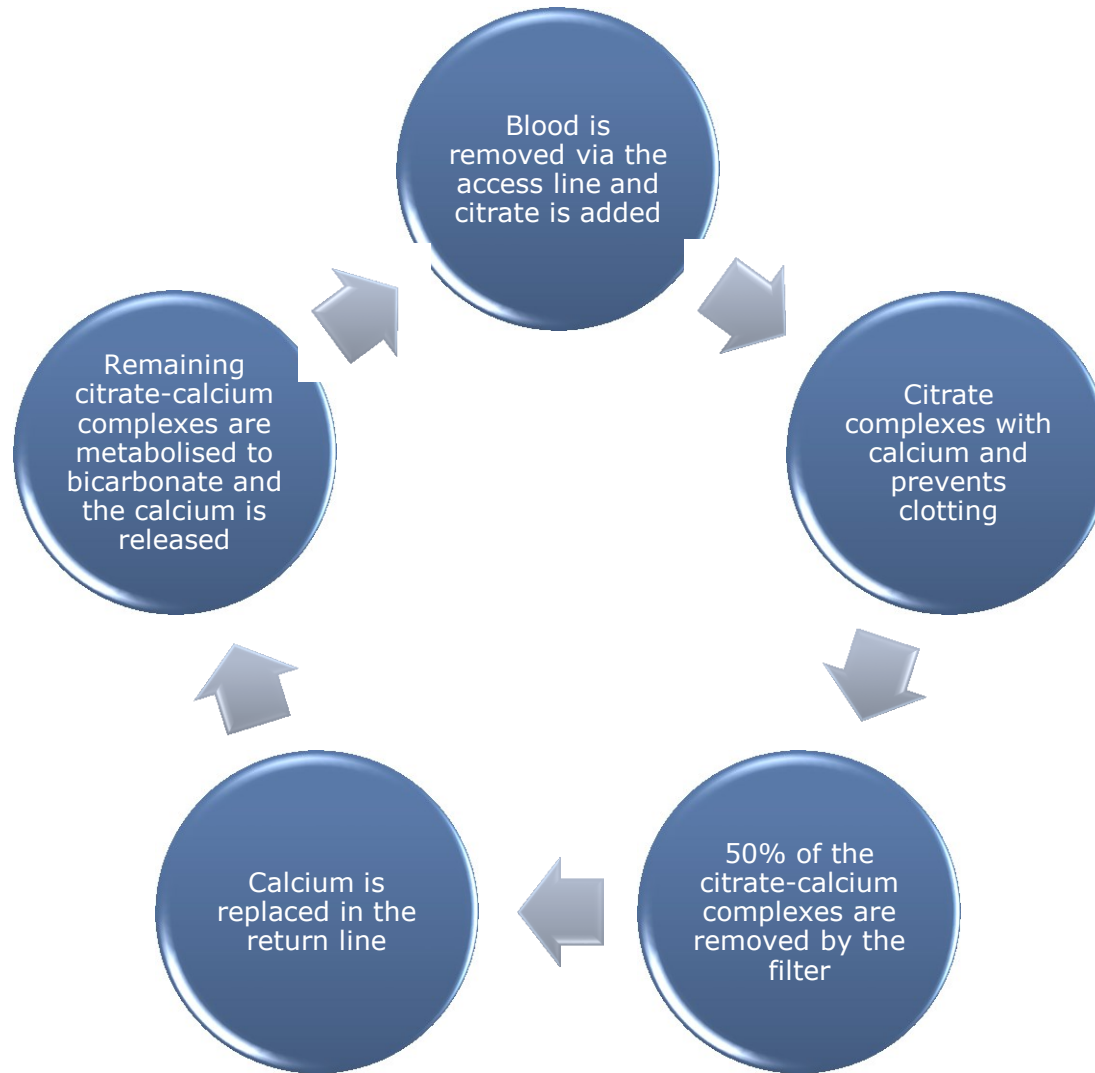 Blood is
removed via the
access line and
citrate is added
Citrate
complexes with
calcium and
prevents
clotting
50% of the
citrate-calcium
complexes are
removed by the
filter
Calcium is
replaced in the
return line
Remaining
citrate-calcium
complexes are
metabolised to
bicarbonate and
the calcium is
released